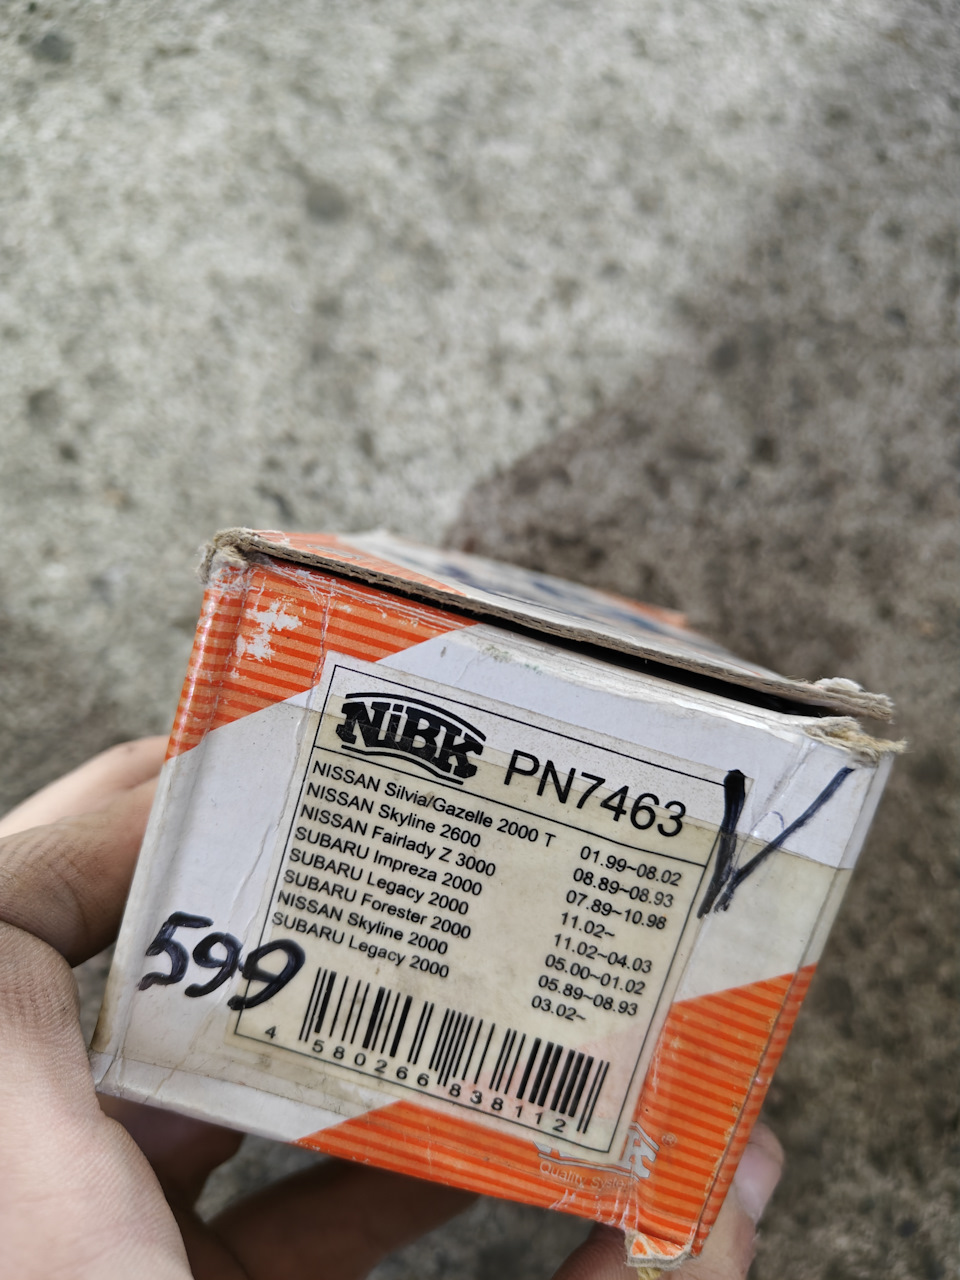 NiBK PN7463
NISSAN Silvia/Gazelle 2000 T 01.99~08.02
NISSAN Skyline 2600 08.89~08.93
NISSAN Fairlady Z 3000 07.89~10.98
SUBARU Impreza 2000 11.02~
SUBARU Legacy 2000 11.02~04.03
SUBARU Forester 2000 05.00~01.02
NISSAN Skyline 2000 05.89~08.93
SUBARU Legacy 2000 03.02~
599
4 580266 838112
Quality